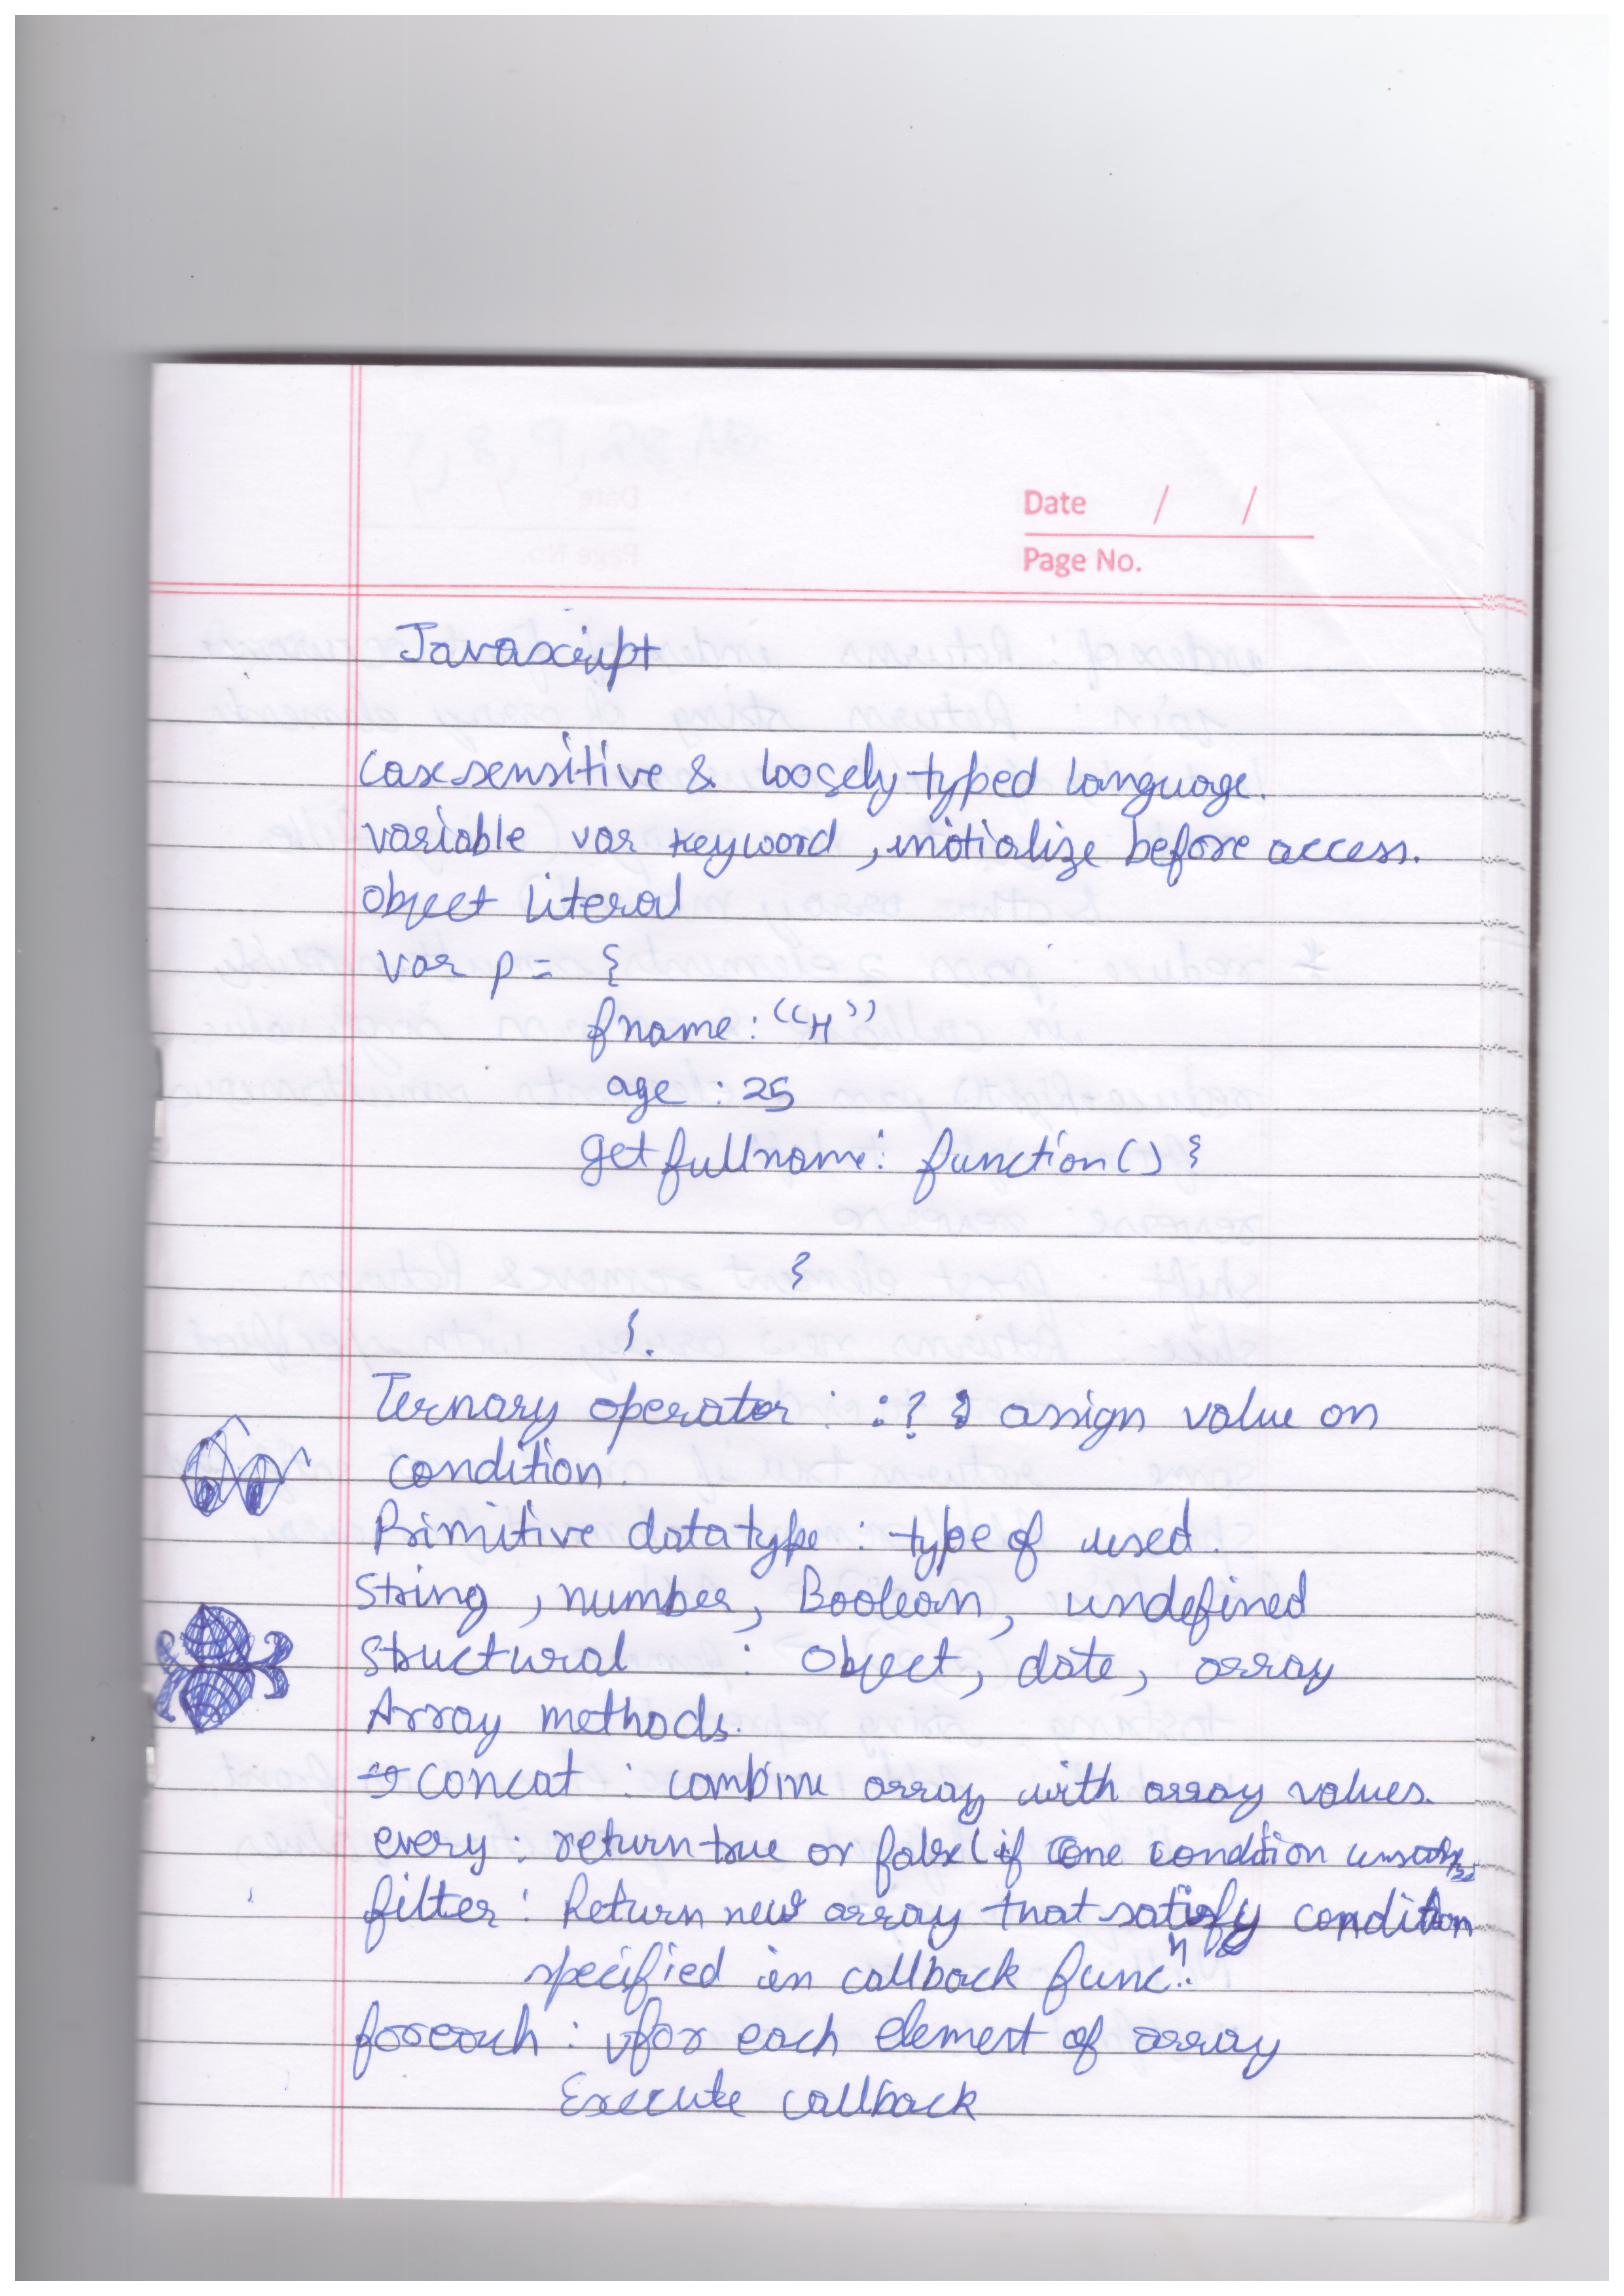 Date / /
Page No.
Javascript
Casesensitive & loosely typed language.
variable var keyword, initialize before access.
Object literal
var p = {
fname: "H"
age : 25
getfullname: function() {
}
}.
Ternary operator : :? : assign value on
condition.
Primitive datatype : type of used.
String, number, Boolean, undefined
Structural : Object, date, array
Array methods.
→ concat : combine array with array values.
every : return true or false (if one condition
filter : Return new array that satisfy condition
specified in callback funcn.
foreach : for each element of array
Execute callback